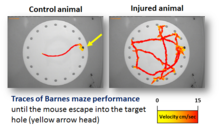 Control animal
Injured animal
Traces of Barnes maze performance
until the mouse escape into the target
hole (yellow arrow head)
0 15
Velocity cm/sec